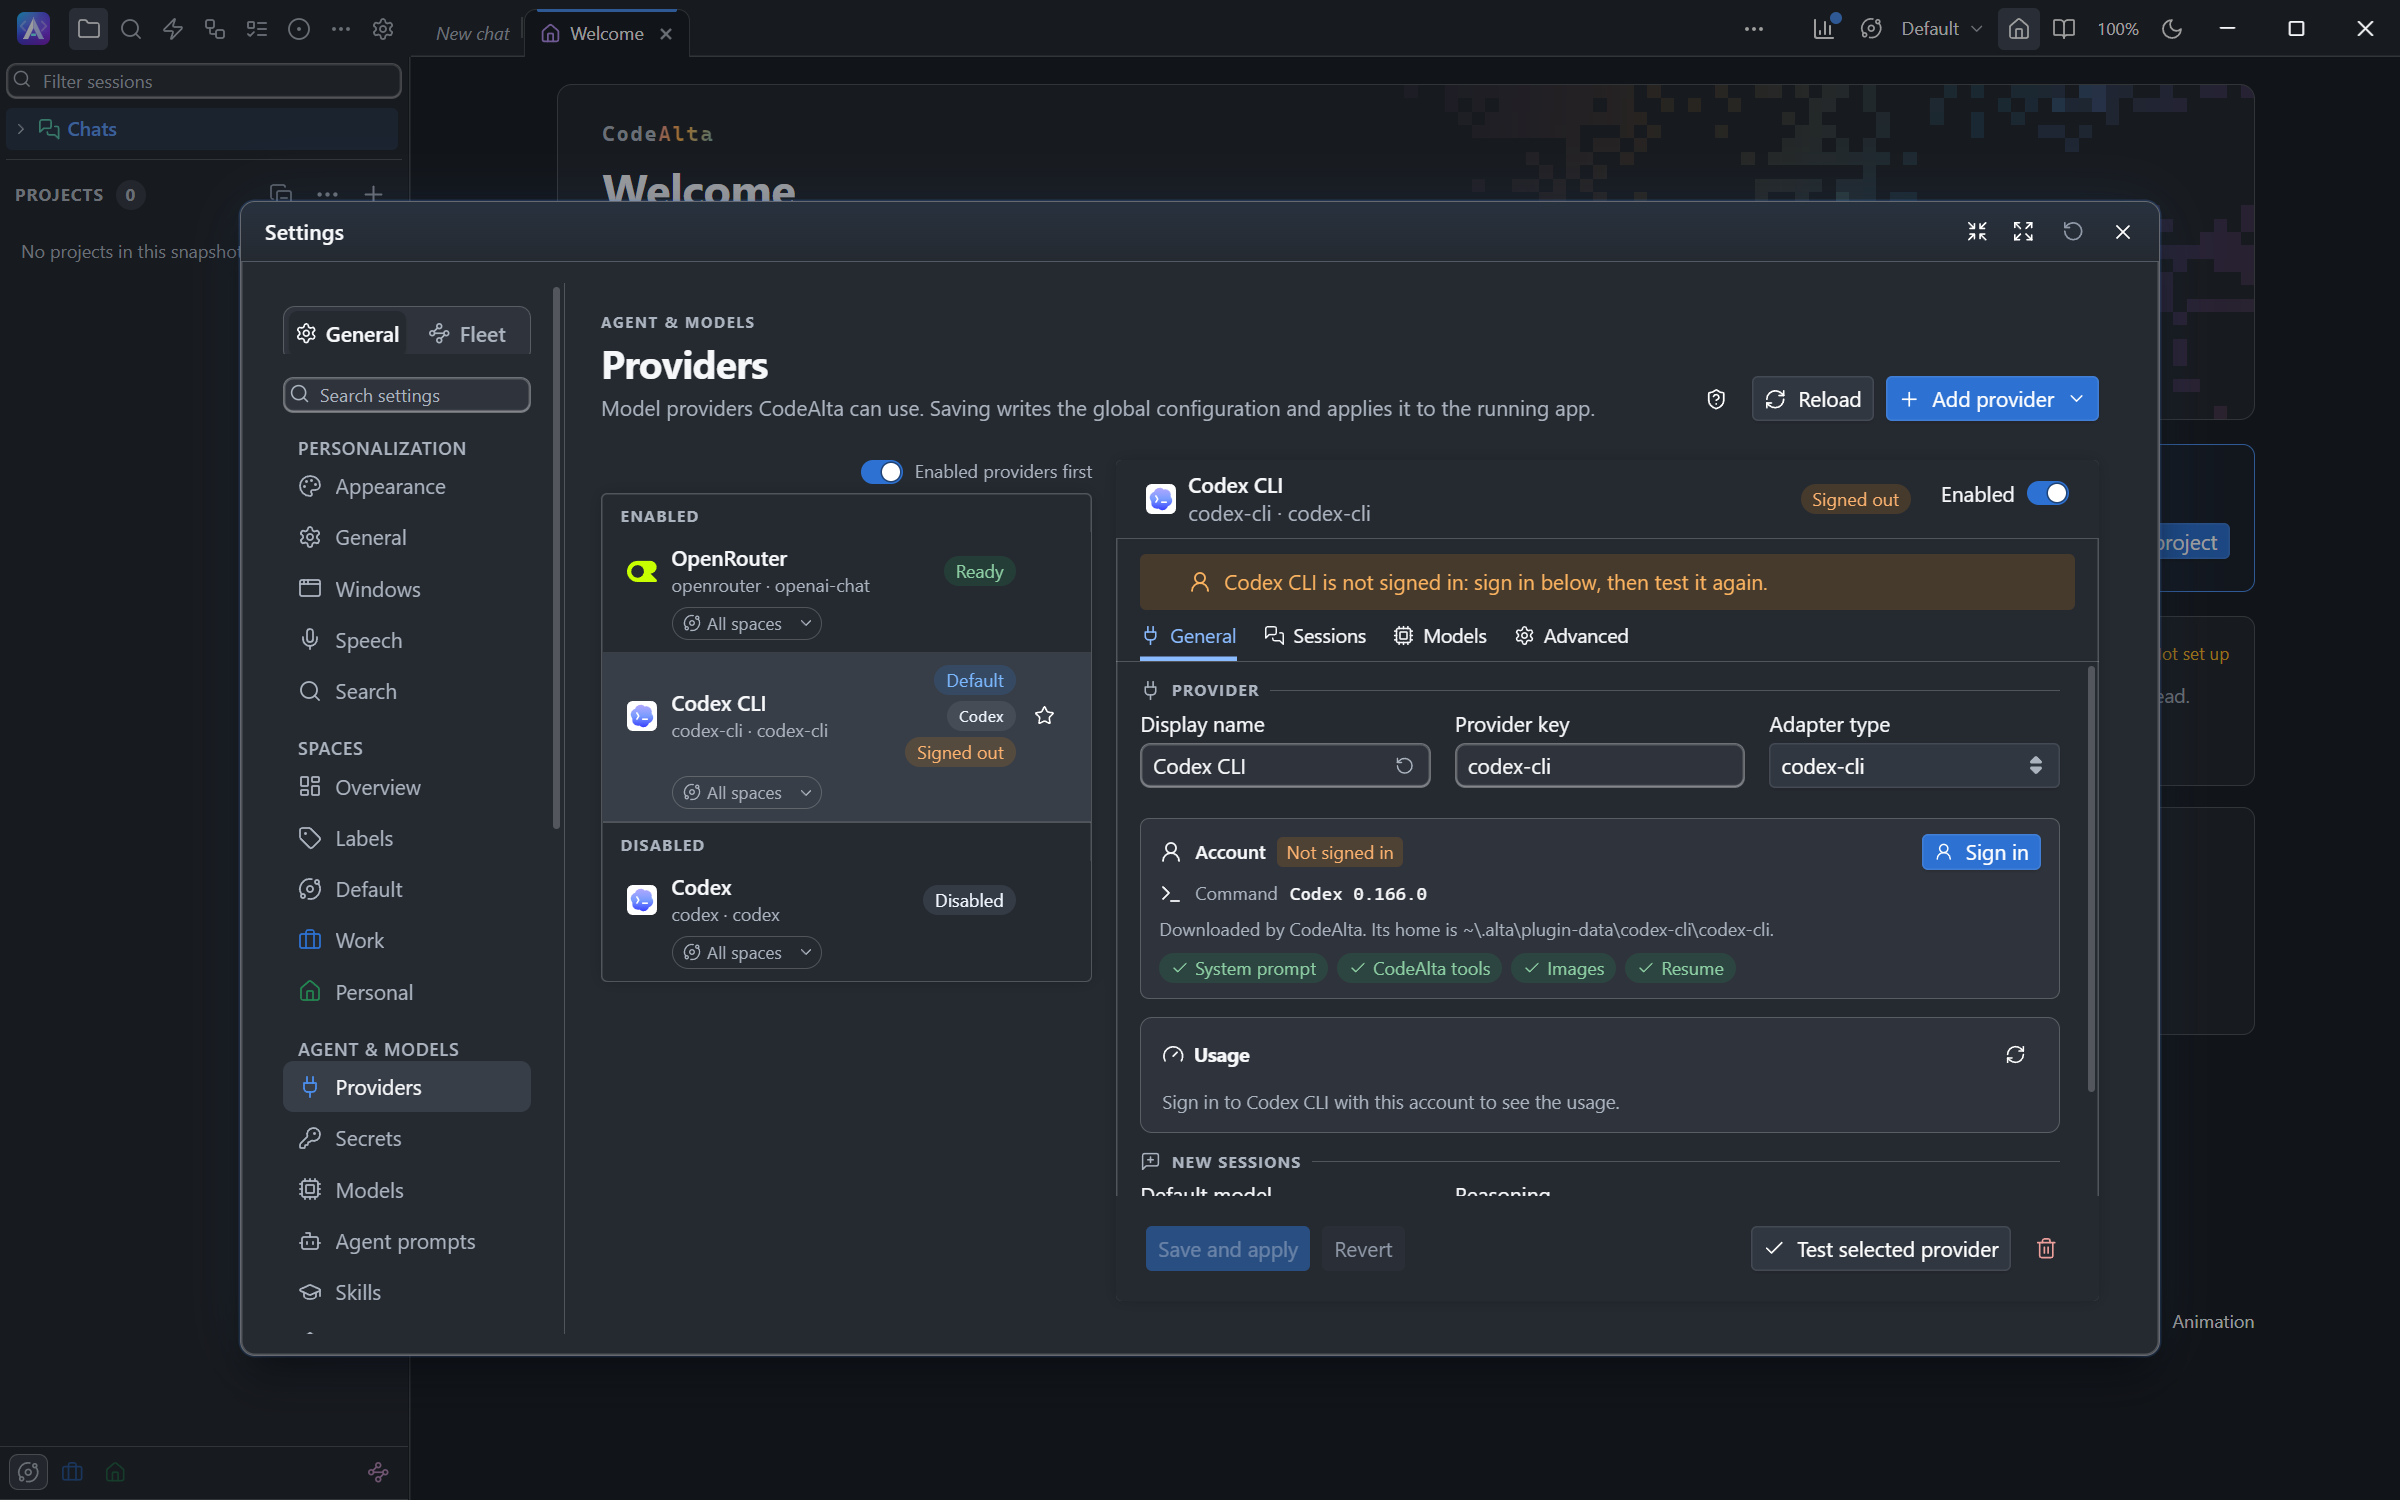 New chat
Welcome
Default
100%
Filter sessions
Chats
PROJECTS 0
No projects in this snapshot
CodeAlta
Welcome
Settings
General
Fleet
Search settings
PERSONALIZATION
Appearance
General
Windows
Speech
Search
SPACES
Overview
Labels
Default
Work
Personal
AGENT & MODELS
Providers
Secrets
Models
Agent prompts
Skills
AGENT & MODELS
Providers
Model providers CodeAlta can use. Saving writes the global configuration and applies it to the running app.
Reload
Add provider
Enabled providers first
ENABLED
OpenRouter
openrouter · openai-chat
Ready
All spaces
Codex CLI
codex-cli · codex-cli
Default
Codex
Signed out
All spaces
DISABLED
Codex
codex · codex
Disabled
All spaces
Codex CLI
codex-cli · codex-cli
Signed out
Enabled
Codex CLI is not signed in: sign in below, then test it again.
General
Sessions
Models
Advanced
PROVIDER
Display name
Provider key
Adapter type
Codex CLI
codex-cli
codex-cli
Account
Not signed in
Sign in
Command Codex 0.166.0
Downloaded by CodeAlta. Its home is ~\.alta\plugin-data\codex-cli\codex-cli.
System prompt
CodeAlta tools
Images
Resume
Usage
Sign in to Codex CLI with this account to see the usage.
NEW SESSIONS
Default model
Reasoning
Save and apply
Revert
Test selected provider
project
ot set up
ead.
Animation